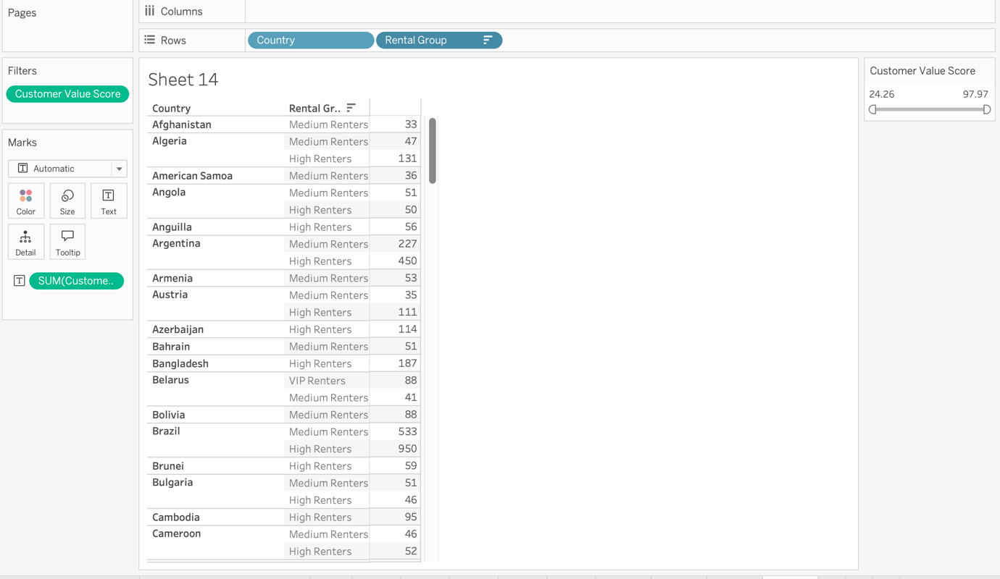 Pages
Columns
Rows
Country
Rental Group
Filters
Customer Value Score
Marks
Automatic
Color
Size
Text
Detail
Tooltip
SUM(Custome..
Sheet 14
Country Rental Gr..
Afghanistan Medium Renters 33
Algeria Medium Renters 47
High Renters 131
American Samoa Medium Renters 36
Angola Medium Renters 51
High Renters 50
Anguilla High Renters 56
Argentina Medium Renters 227
High Renters 450
Armenia Medium Renters 53
Austria Medium Renters 35
High Renters 111
Azerbaijan High Renters 114
Bahrain Medium Renters 51
Bangladesh High Renters 187
Belarus VIP Renters 88
Medium Renters 41
Bolivia Medium Renters 88
Brazil Medium Renters 533
High Renters 950
Brunei High Renters 59
Bulgaria Medium Renters 51
High Renters 46
Cambodia High Renters 95
Cameroon Medium Renters 46
High Renters 52
Customer Value Score
24.26 97.97